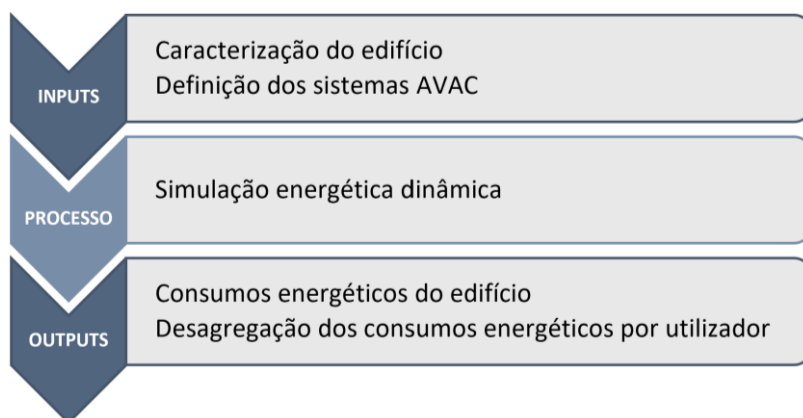 INPUTS
Caracterização do edifício
Definição dos sistemas AVAC
PROCESSO
Simulação energética dinâmica
OUTPUTS
Consumos energéticos do edifício
Desagregação dos consumos energéticos por utilizador